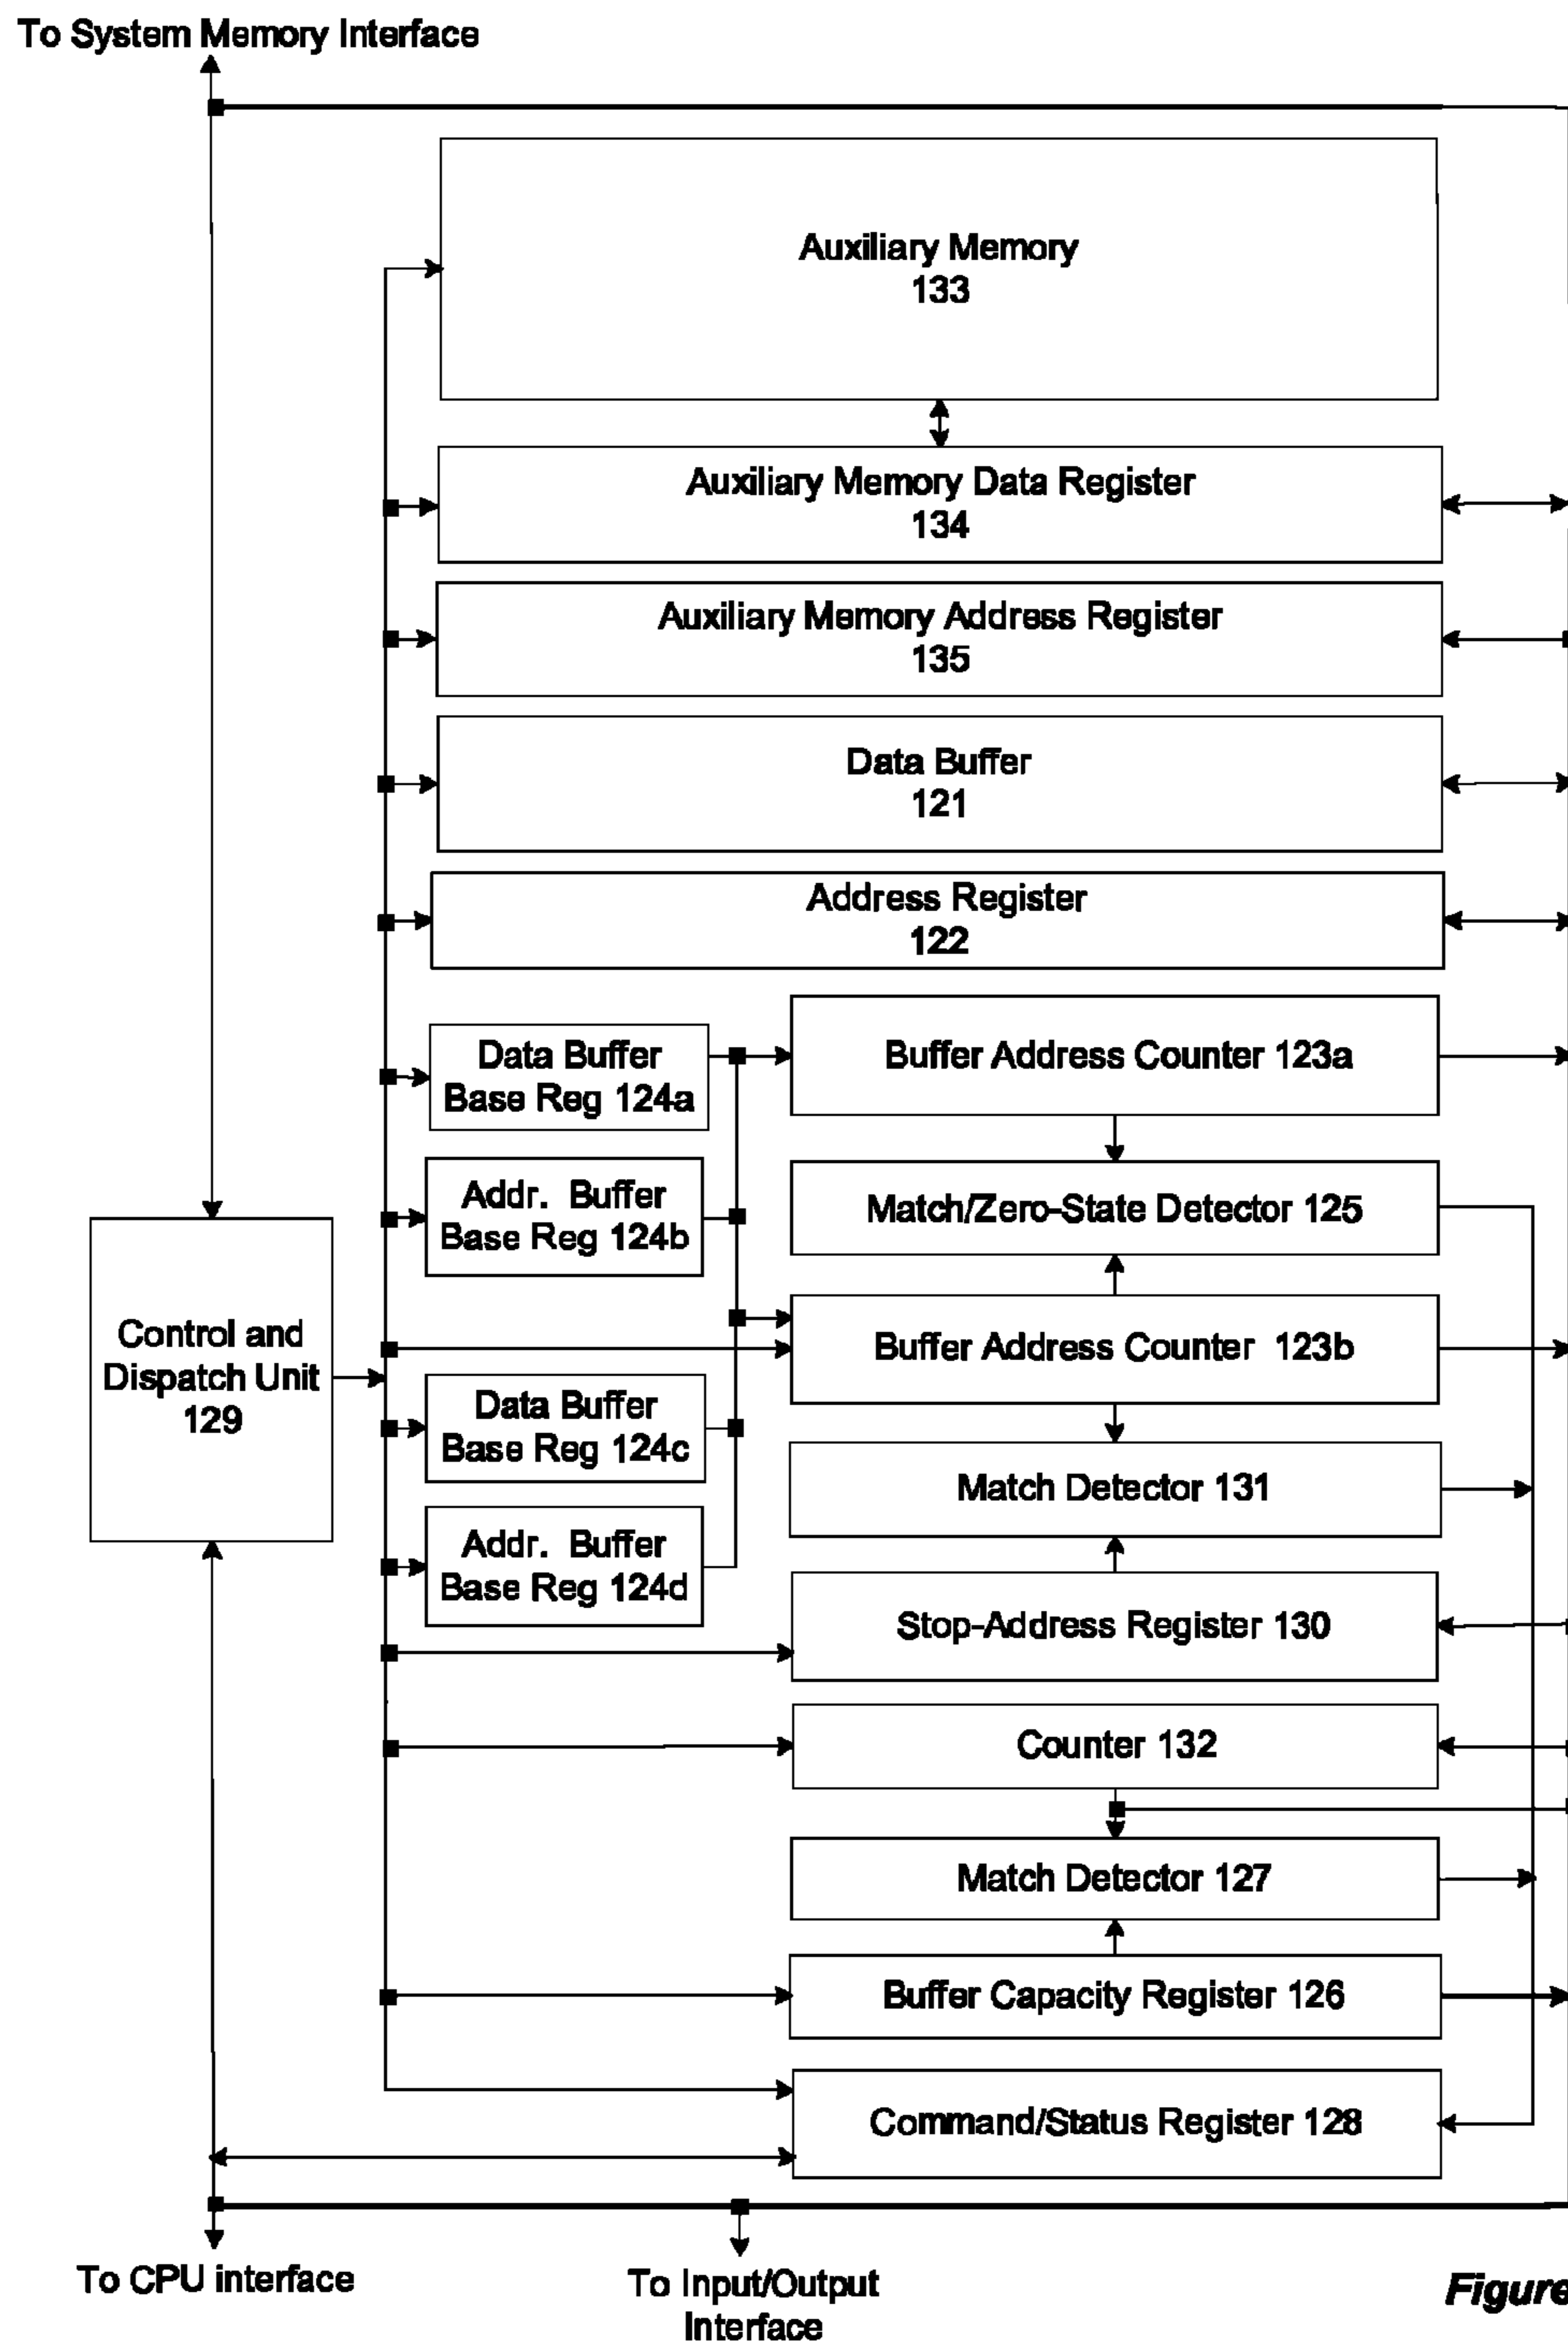 To System Memory Interface
Auxiliary Memory
133
Auxiliary Memory Data Register
134
Auxiliary Memory Address Register
135
Data Buffer
121
Address Register
122
Data Buffer
Base Reg 124a
Buffer Address Counter 123a
Addr. Buffer
Base Reg 124b
Match/Zero-State Detector 125
Control and
Dispatch Unit
129
Buffer Address Counter 123b
Data Buffer
Base Reg 124c
Match Detector 131
Addr. Buffer
Base Reg 124d
Stop-Address Register 130
Counter 132
Match Detector 127
Buffer Capacity Register 126
Command/Status Register 128
To CPU interface
To Input/Output
Interface
Figure